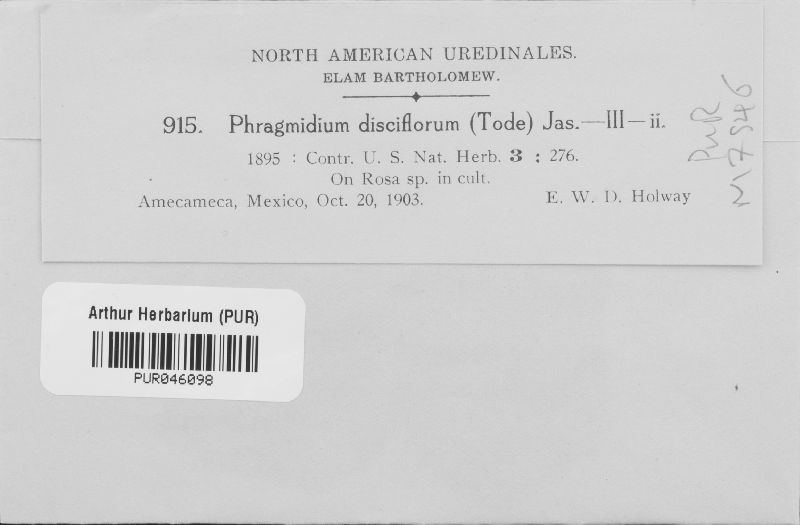 NORTH AMERICAN UREDINALES.
ELAM BARTHOLOMEW.
915. Phragmidium disciflorum (Tode) Jas.—III—ii.
1895 : Contr. U. S. Nat. Herb. 3 : 276.
On Rosa sp. in cult.
Amecameca, Mexico, Oct. 20, 1903. E. W. D. Holway
PUR
Arthur Herbarium (PUR)
PUR046098